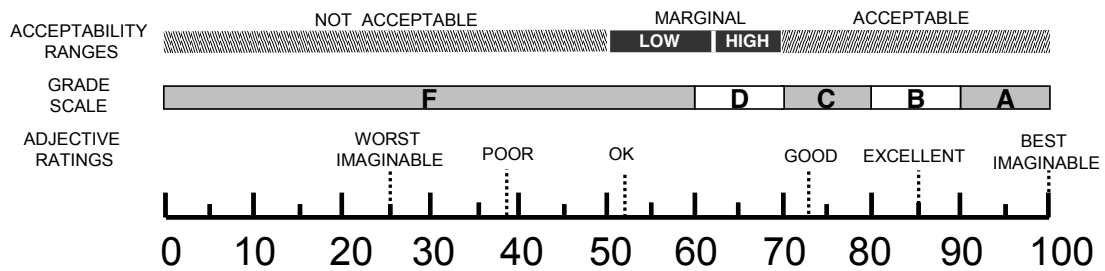 ACCEPTABILITY RANGES
NOT ACCEPTABLE
MARGINAL
ACCEPTABLE
LOW
HIGH
GRADE SCALE
F
D
C
B
A
ADJECTIVE RATINGS
WORST IMAGINABLE
POOR
OK
GOOD
EXCELLENT
BEST IMAGINABLE
0 10 20 30 40 50 60 70 80 90 100